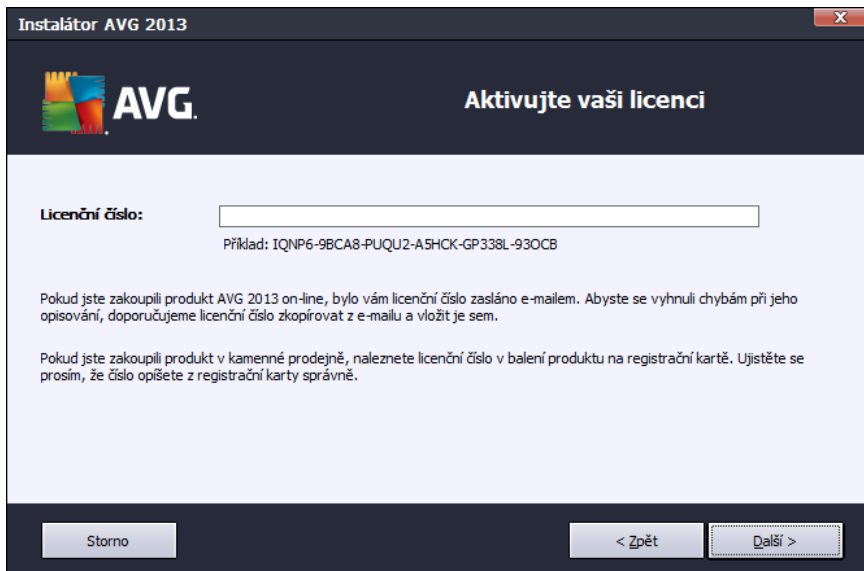 Instalátor AVG 2013
AVG.
Aktivujte vaši licenci
Licenční číslo:
Příklad: IQNP6-9BCA8-PUQU2-A5HCK-GP338L-93OCB
Pokud jste zakoupili produkt AVG 2013 on-line, bylo vám licenční číslo zasláno e-mailem. Abyste se vyhnuli chybám při jeho
opisování, doporučujeme licenční číslo zkopírovat z e-mailu a vložit je sem.
Pokud jste zakoupili produkt v kamenné prodejně, naleznete licenční číslo v balení produktu na registrační kartě. Ujistěte se
prosím, že číslo opíšete z registrační karty správně.
Storno
< Zpět
Další >